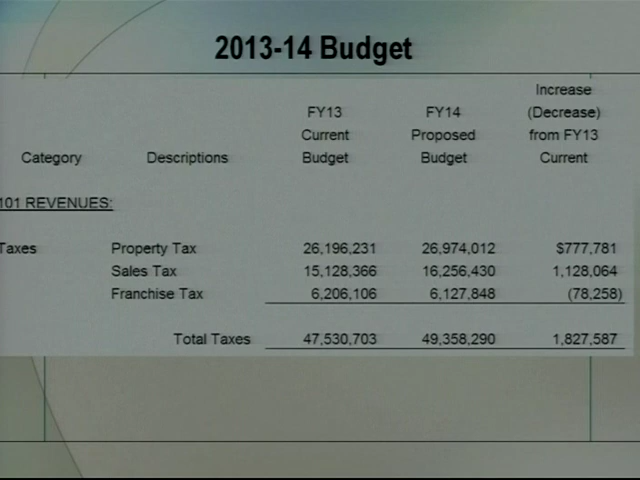 2013-14 Budget
Increase
FY13 FY14 (Decrease)
Current Proposed from FY13
Category Descriptions Budget Budget Current
101 REVENUES:
Taxes Property Tax 26,196,231 26,974,012 $777,781
Sales Tax 15,128,366 16,256,430 1,128,064
Franchise Tax 6,206,106 6,127,848 (78,258)
Total Taxes 47,530,703 49,358,290 1,827,587